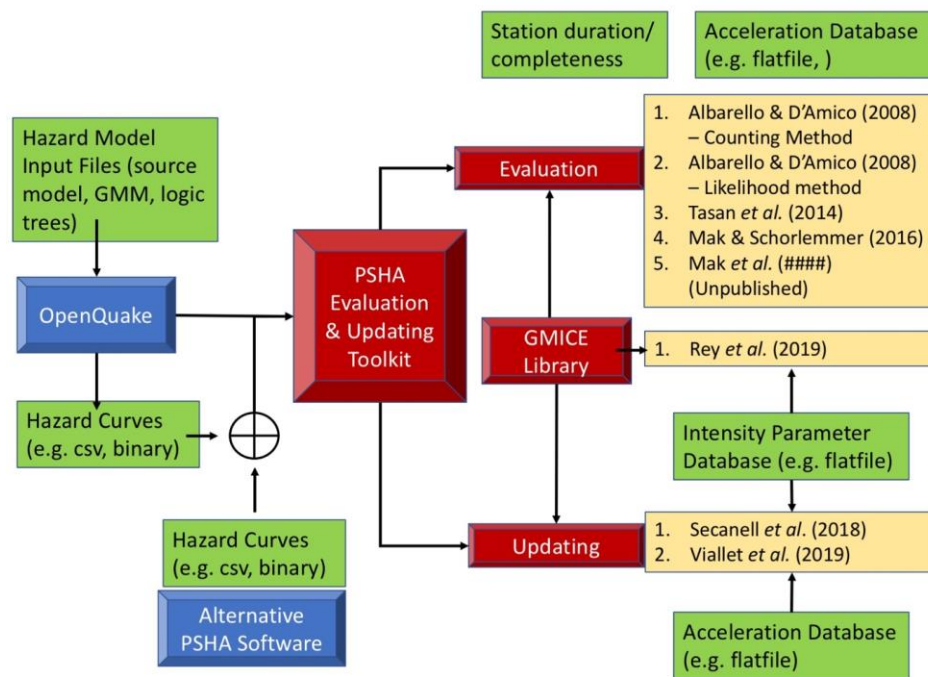 Station duration/
completeness
Acceleration Database
(e.g. flatfile, )
Hazard Model
Input Files (source
model, GMM, logic
trees)
OpenQuake
Hazard Curves
(e.g. csv, binary)
Hazard Curves
(e.g. csv, binary)
Alternative
PSHA Software
PSHA
Evaluation
& Updating
Toolkit
Evaluation
GMICE
Library
Updating
1. Albarello & D’Amico (2008)
– Counting Method
2. Albarello & D’Amico (2008)
– Likelihood method
3. Tasan et al. (2014)
4. Mak & Schorlemmer (2016)
5. Mak et al. (####)
(Unpublished)
1. Rey et al. (2019)
Intensity Parameter
Database (e.g. flatfile)
1. Secanell et al. (2018)
2. Viallet et al. (2019)
Acceleration Database
(e.g. flatfile)